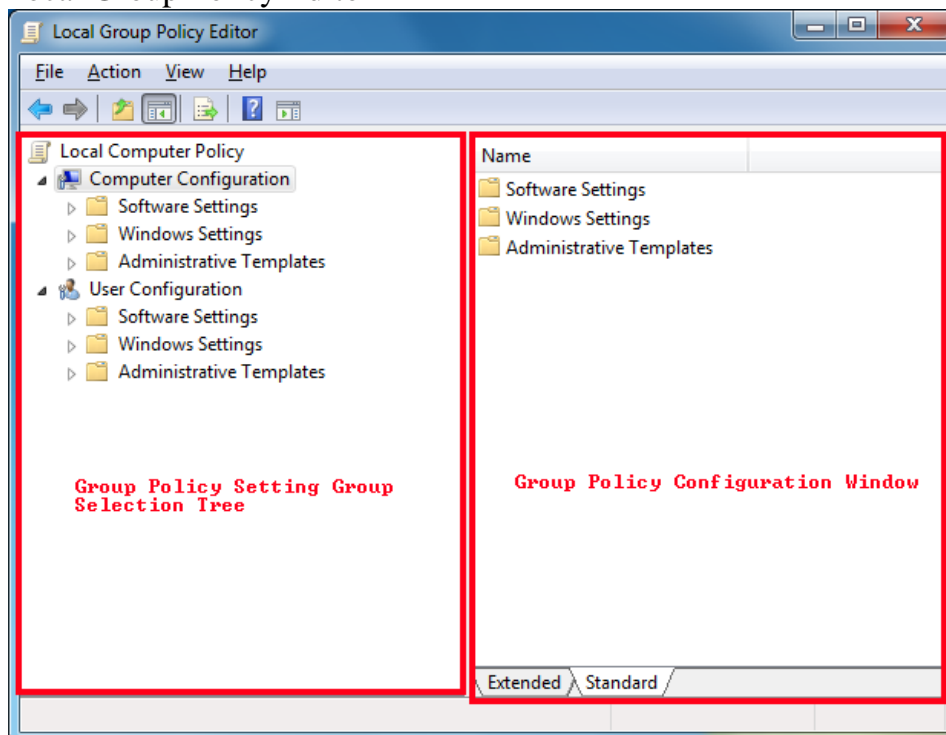 Local Group Policy Editor
File Action View Help
Local Computer Policy
Computer Configuration
Software Settings
Windows Settings
Administrative Templates
User Configuration
Software Settings
Windows Settings
Administrative Templates
Group Policy Setting Group
Selection Tree
Name
Software Settings
Windows Settings
Administrative Templates
Group Policy Configuration Window
Extended Standard